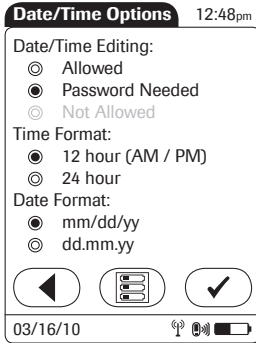 Date/Time Options 12:48pm
Date/Time Editing:
Allowed
Password Needed
Not Allowed
Time Format:
12 hour (AM / PM)
24 hour
Date Format:
mm/dd/yy
dd.mm.yy
03/16/10